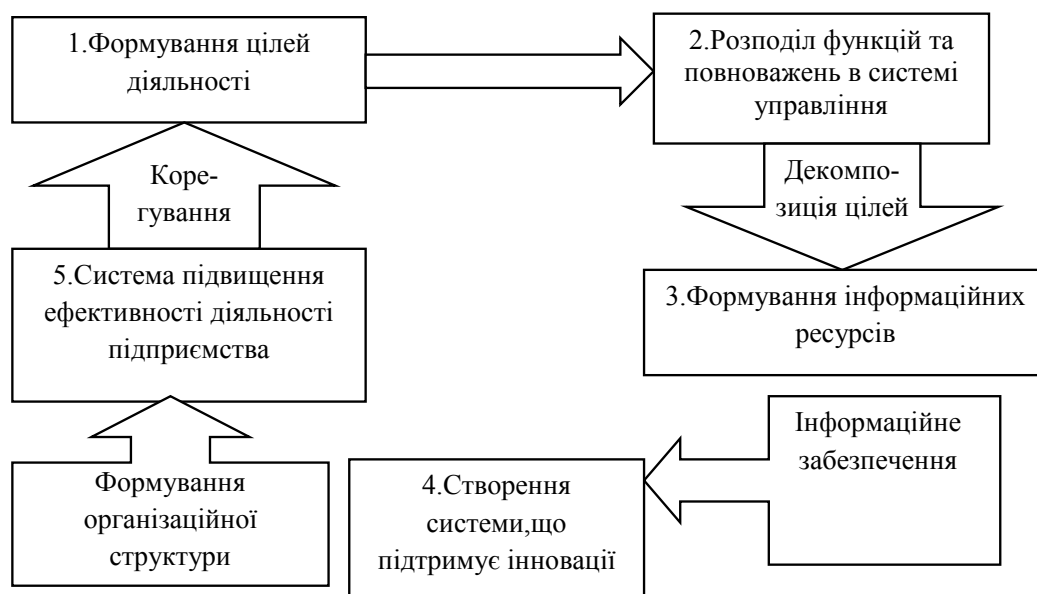 1.Формування цілей
діяльності
2.Розподіл функцій та
повноважень в системі
управління
Коре-
гування
Декомпо-
зиція цілей
5.Система підвищення
ефективності діяльності
підприємства
3.Формування інформаційних
ресурсів
Формування
організаційної
структури
4.Створення
системи,що
підтримує інновації
Інформаційне
забезпечення